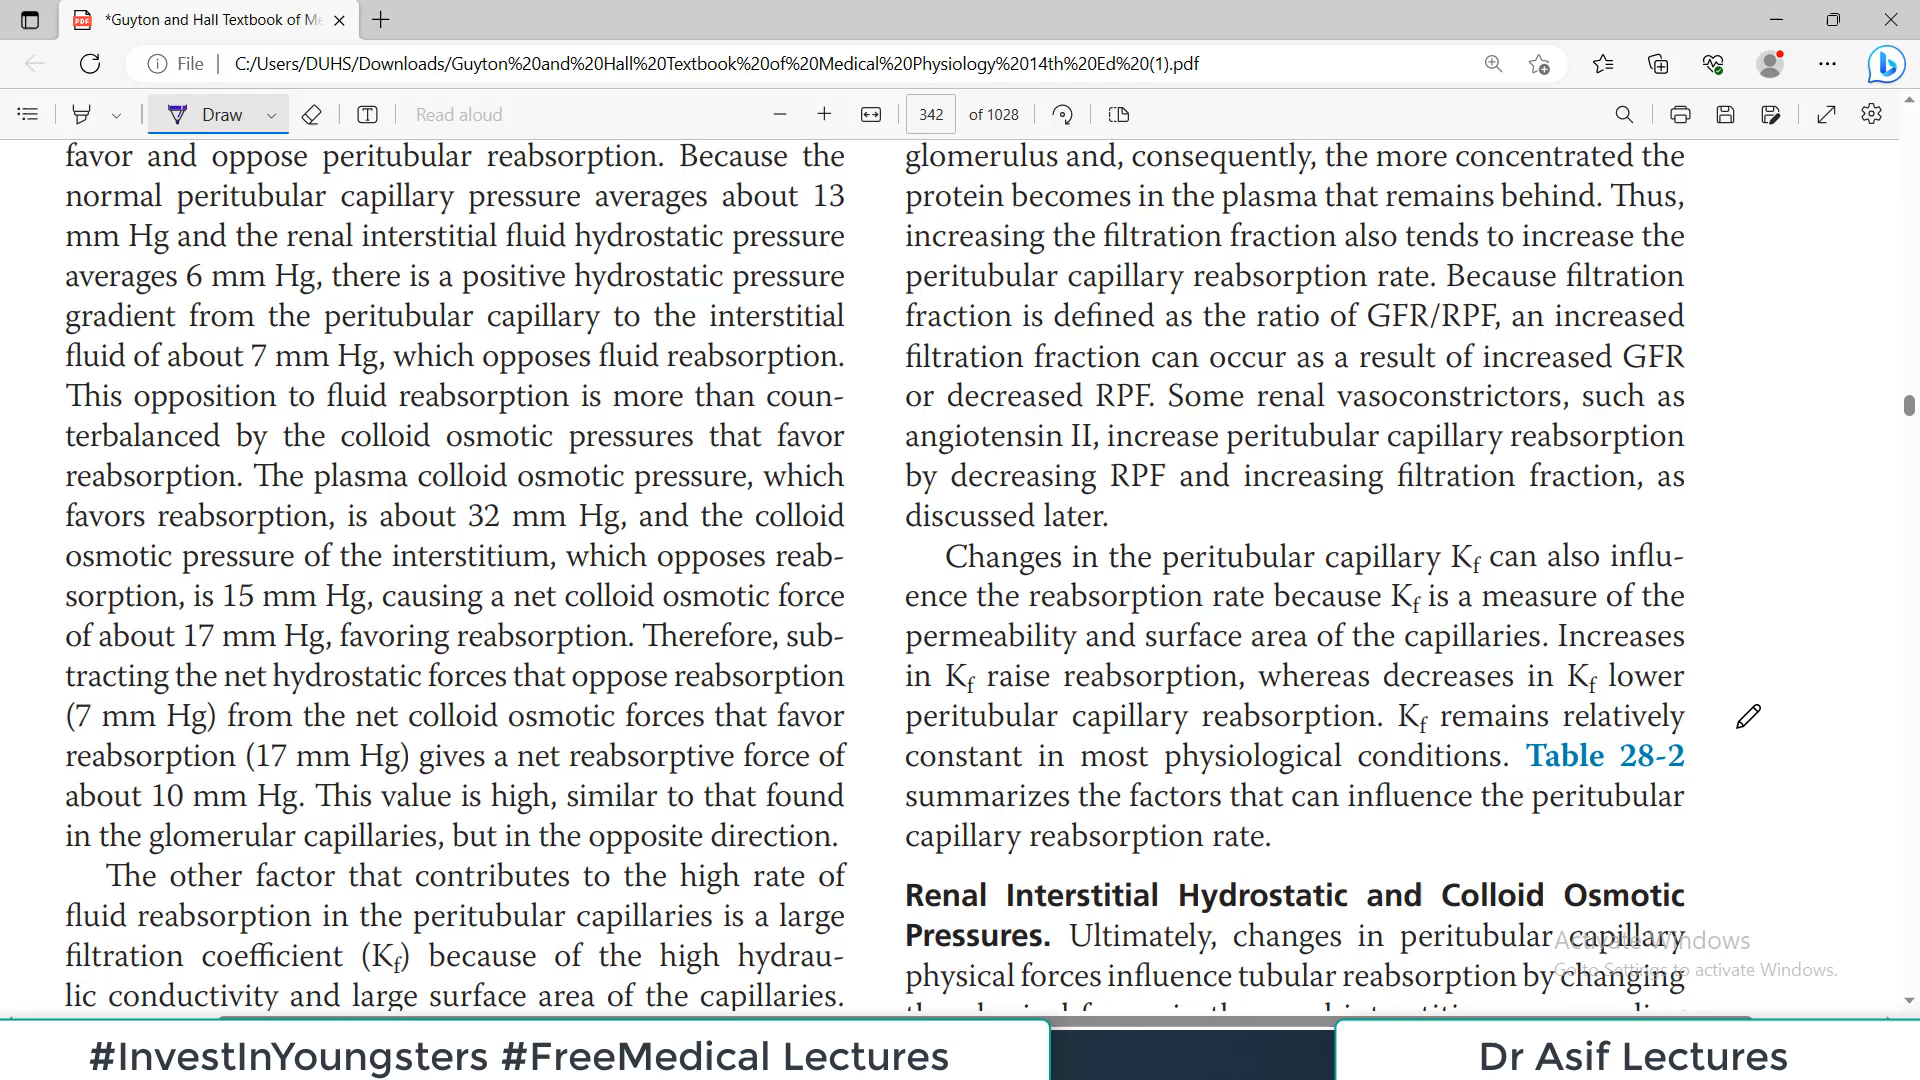 *Guyton and Hall Textbook of Me
File
C:/Users/DUHS/Downloads/Guyton%20and%20Hall%20Textbook%20of%20Medical%20Physiology%2014th%20Ed%20(1).pdf
Draw
Read aloud
342 of 1028
favor and oppose peritubular reabsorption. Because the
normal peritubular capillary pressure averages about 13
mm Hg and the renal interstitial fluid hydrostatic pressure
averages 6 mm Hg, there is a positive hydrostatic pressure
gradient from the peritubular capillary to the interstitial
fluid of about 7 mm Hg, which opposes fluid reabsorption.
This opposition to fluid reabsorption is more than coun-
terbalanced by the colloid osmotic pressures that favor
reabsorption. The plasma colloid osmotic pressure, which
favors reabsorption, is about 32 mm Hg, and the colloid
osmotic pressure of the interstitium, which opposes reab-
sorption, is 15 mm Hg, causing a net colloid osmotic force
of about 17 mm Hg, favoring reabsorption. Therefore, sub-
tracting the net hydrostatic forces that oppose reabsorption
(7 mm Hg) from the net colloid osmotic forces that favor
reabsorption (17 mm Hg) gives a net reabsorptive force of
about 10 mm Hg. This value is high, similar to that found
in the glomerular capillaries, but in the opposite direction.
The other factor that contributes to the high rate of
fluid reabsorption in the peritubular capillaries is a large
filtration coefficient (Kf) because of the high hydrau-
lic conductivity and large surface area of the capillaries.
glomerulus and, consequently, the more concentrated the
protein becomes in the plasma that remains behind. Thus,
increasing the filtration fraction also tends to increase the
peritubular capillary reabsorption rate. Because filtration
fraction is defined as the ratio of GFR/RPF, an increased
filtration fraction can occur as a result of increased GFR
or decreased RPF. Some renal vasoconstrictors, such as
angiotensin II, increase peritubular capillary reabsorption
by decreasing RPF and increasing filtration fraction, as
discussed later.
Changes in the peritubular capillary Kf can also influ-
ence the reabsorption rate because Kf is a measure of the
permeability and surface area of the capillaries. Increases
in Kf raise reabsorption, whereas decreases in Kf lower
peritubular capillary reabsorption. Kf remains relatively
constant in most physiological conditions. Table 28-2
summarizes the factors that can influence the peritubular
capillary reabsorption rate.
Renal Interstitial Hydrostatic and Colloid Osmotic
Pressures. Ultimately, changes in peritubular capillary
physical forces influence tubular reabsorption by changing
Activate Windows
Go to Settings to activate Windows.
#InvestInYoungsters #FreeMedical Lectures
Dr Asif Lectures